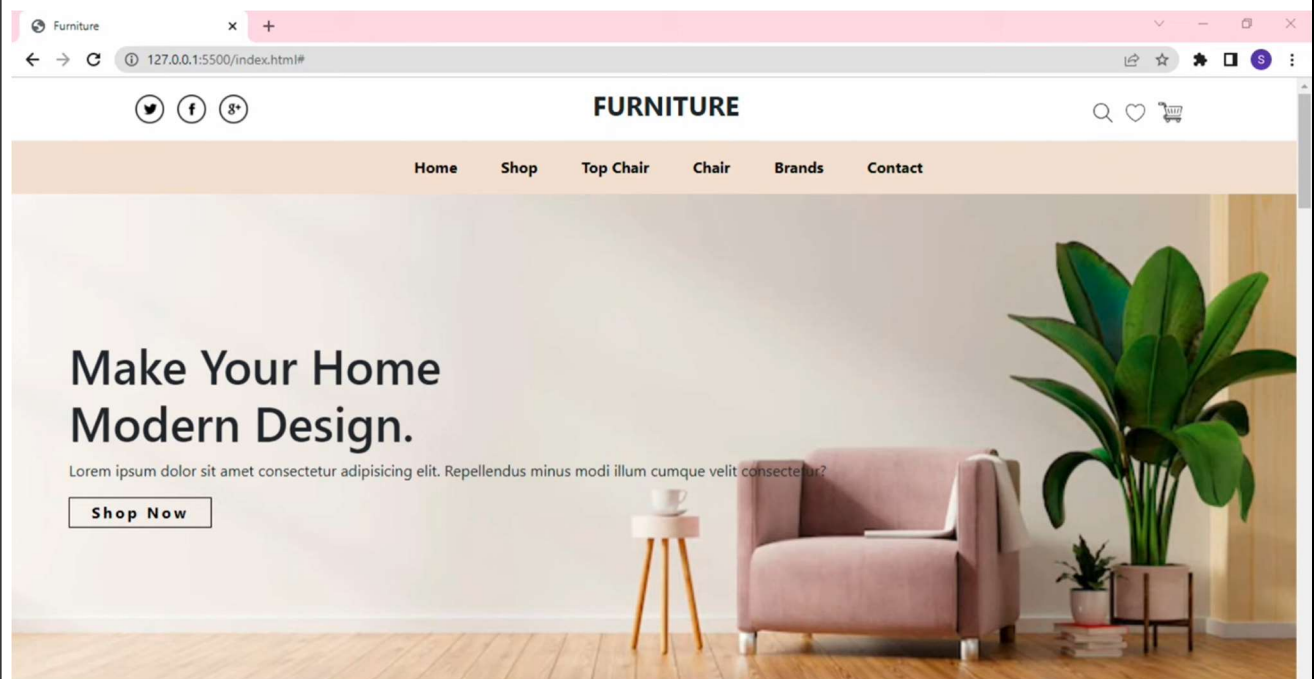 Furniture
127.0.0.1:5500/index.html#
S
FURNITURE
Home Shop Top Chair Chair Brands Contact
Make Your Home
Modern Design.
Lorem ipsum dolor sit amet consectetur adipisicing elit. Repellendus minus modi illum cumque velit consectetur?
Shop Now